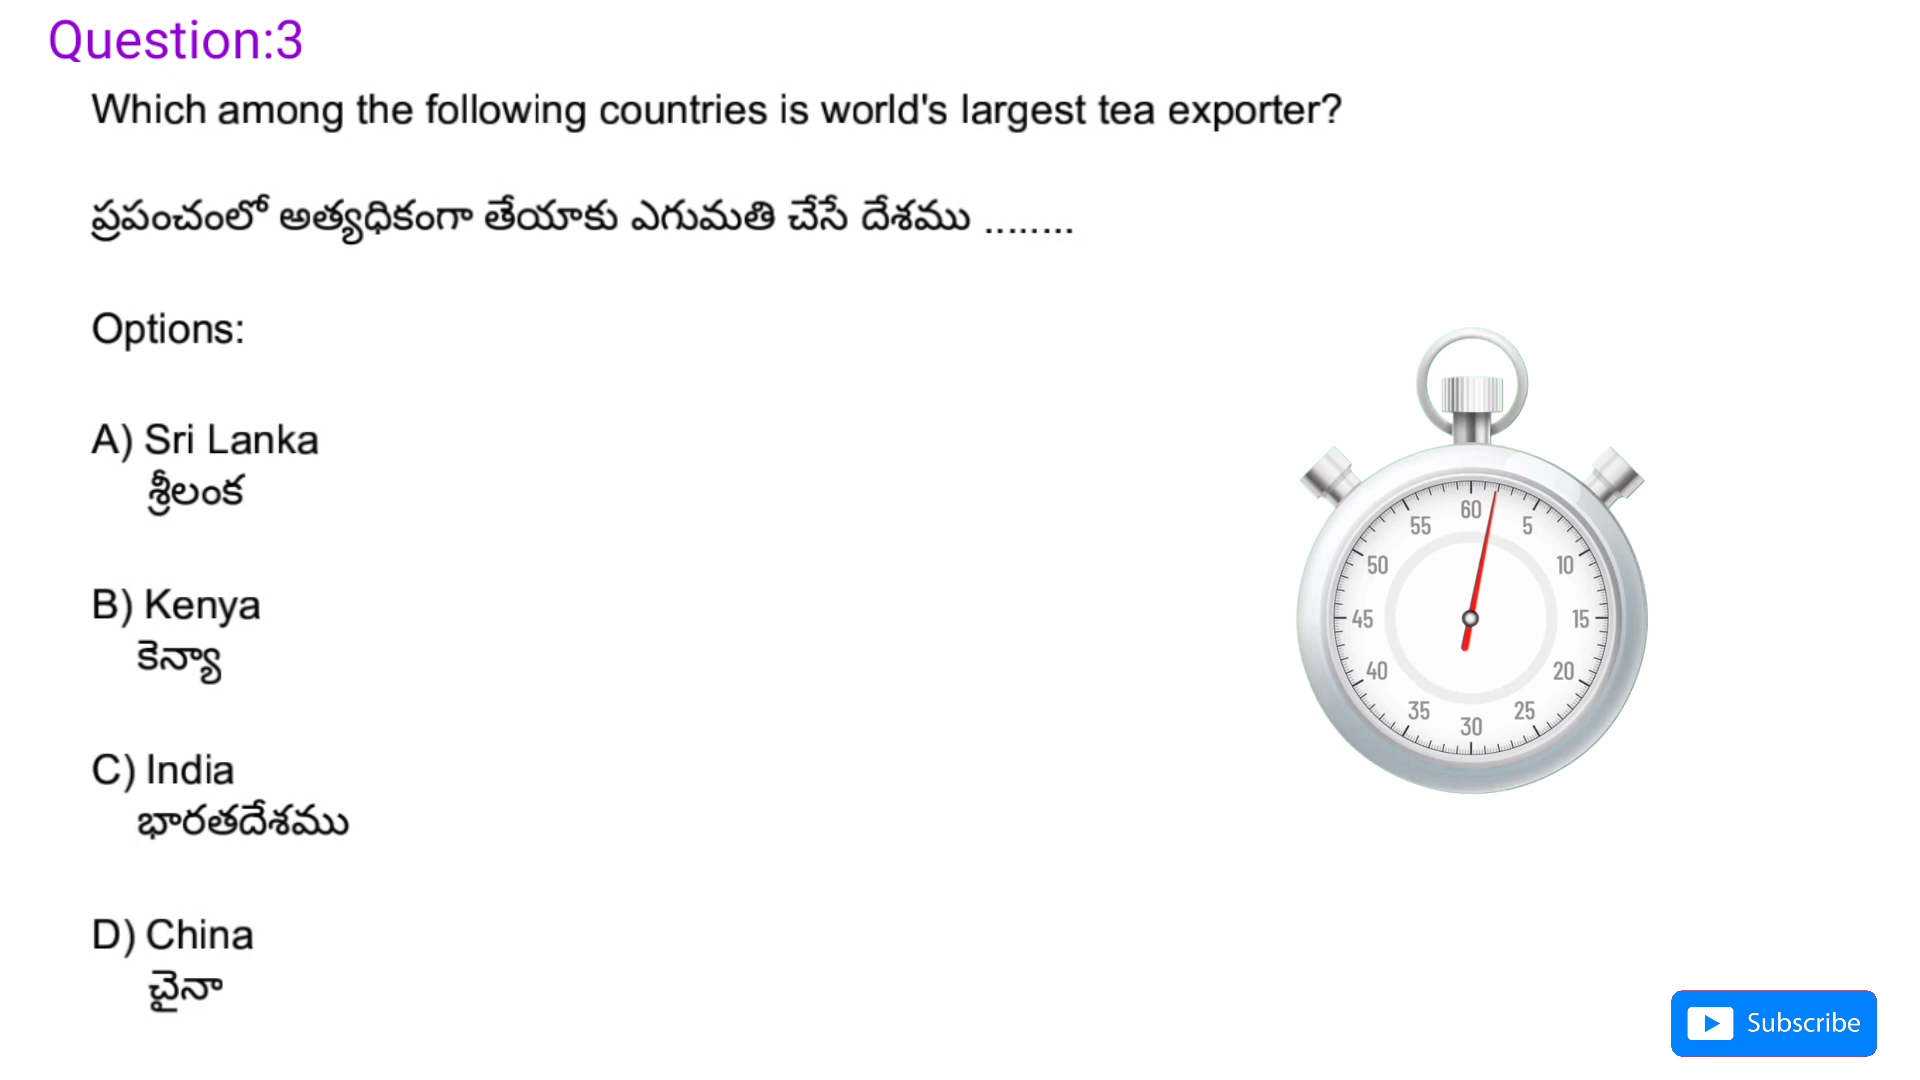 Question:3
Which among the following countries is world's largest tea exporter?
ప్రపంచంలో అత్యధికంగా తేయాకు ఎగుమతి చేసే దేశము ........
Options:
A) Sri Lanka
శ్రీలంక
B) Kenya
కెన్యా
C) India
భారతదేశము
D) China
చైనా
60
55
5
50
10
45
15
40
20
35
25
30
Subscribe